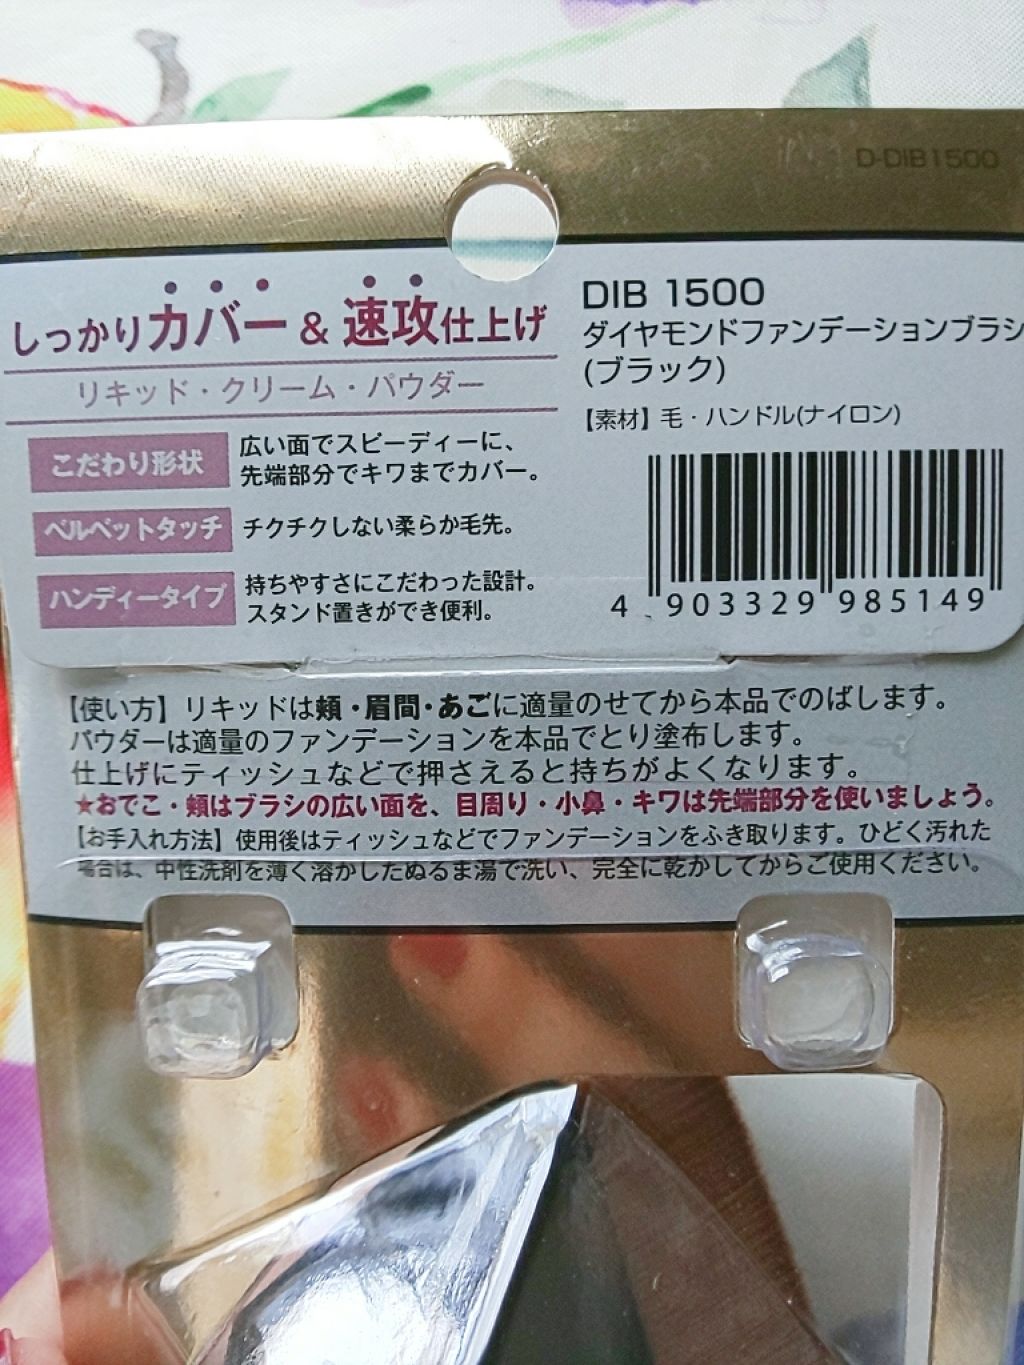 D-DIB1500
しっかりカバー&速攻仕上げ
リキッド・クリーム・パウダー
こだわり形状
広い面でスピーディーに、
先端部分でキワまでカバー。
ベルベットタッチ
チクチクしない柔らか毛先。
ハンディータイプ
持ちやすさにこだわった設計。
スタンド置きができ便利。
DIB 1500
ダイヤモンドファンデーションブラシ
(ブラック)
【素材】毛・ハンドル(ナイロン)
4 903329 985149
【使い方】リキッドは頬・眉間・あごに適量のせてから本品でのばします。
パウダーは適量のファンデーションを本品でとり塗布します。
仕上げにティッシュなどで押さえると持ちがよくなります。
★おでこ・頬はブラシの広い面を、目周り・小鼻・キワは先端部分を使いましょう。
【お手入れ方法】使用後はティッシュなどでファンデーションをふき取ります。ひどく汚れた
場合は、中性洗剤を薄く溶かしたぬるま湯で洗い、完全に乾かしてからご使用ください。